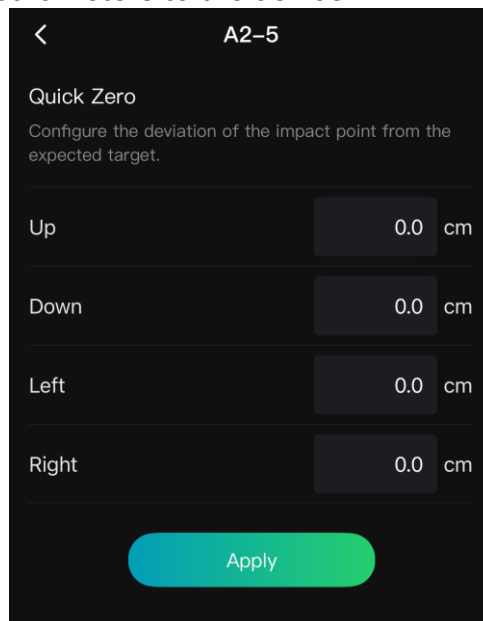 A2-5
Quick Zero
Configure the deviation of the impact point from the
expected target.
Up 0.0 cm
Down 0.0 cm
Left 0.0 cm
Right 0.0 cm
Apply